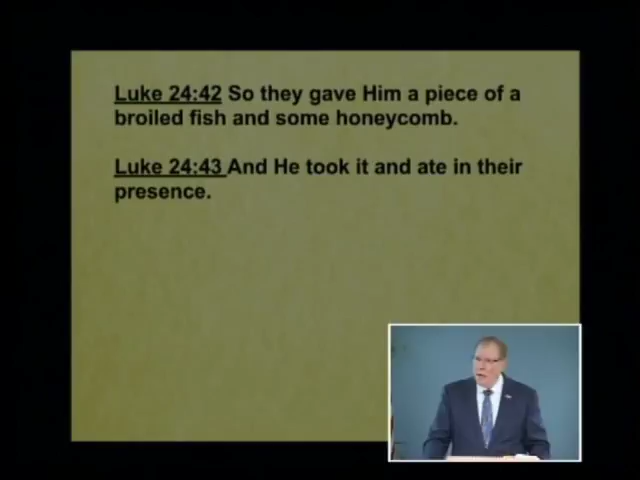 Luke 24:42 So they gave Him a piece of a
broiled fish and some honeycomb.
Luke 24:43 And He took it and ate in their
presence.